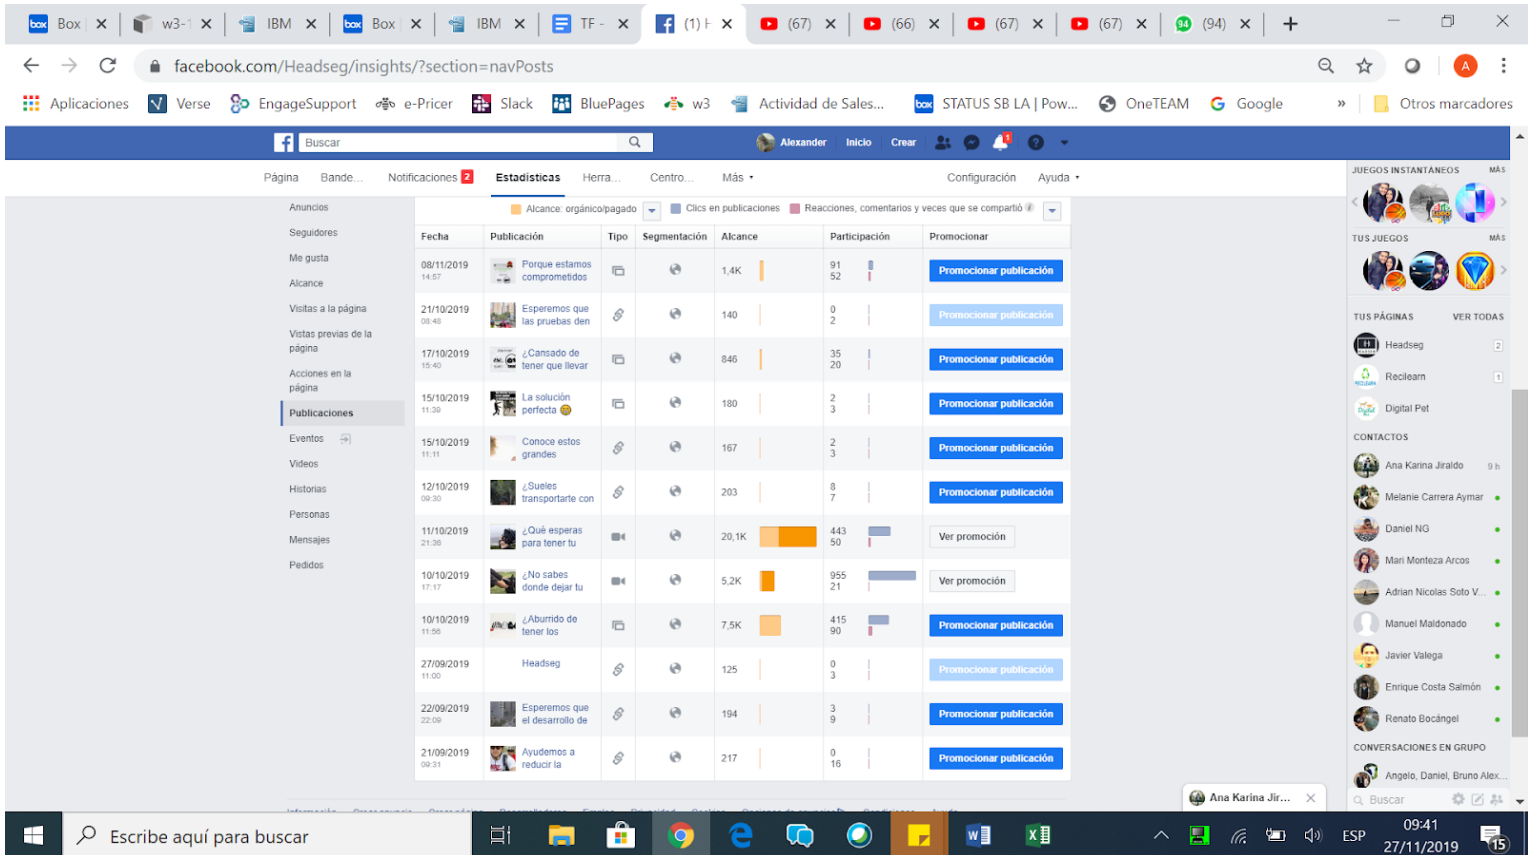 Box
w3-1
IBM
Box
IBM
TF -
(1) H
(67)
(66)
(67)
(67)
94 (94)
facebook.com/Headseg/insights/?section=navPosts
A
Aplicaciones Verse EngageSupport e-Pricer Slack BluePages w3 Actividad de Sales... box STATUS SB LA | Pow... OneTEAM Google » Otros marcadores
Buscar
Alexander Inicio Crear 1
Página Bande... Notificaciones 2 Estadísticas Herra... Centro... Más Configuración Ayuda
Anuncios
Seguidores
Me gusta
Alcance
Visitas a la página
Vistas previas de la
página
Acciones en la
página
Publicaciones
Eventos
Videos
Historias
Personas
Mensajes
Pedidos
Alcance: orgánico/pagado Clics en publicaciones Reacciones, comentarios y veces que se compartió
Fecha Publicación Tipo Segmentación Alcance Participación Promocionar
08/11/2019 Porque estamos 1,4K 91 Promocionar publicación
14:57 comprometidos 52
21/10/2019 Esperemos que 140 0 Promocionar publicación
08:48 las pruebas den 2
17/10/2019 ¿Cansado de 846 35 Promocionar publicación
15:40 tener que llevar 20
15/10/2019 La solución 180 2 Promocionar publicación
11:39 perfecta 😁 3
15/10/2019 Conoce estos 167 2 Promocionar publicación
11:11 grandes 3
12/10/2019 ¿Sueles 203 8 Promocionar publicación
09:30 transportarte con 7
11/10/2019 ¿Qué esperas 20,1K 443 Ver promoción
21:36 para tener tu 50
10/10/2019 ¿No sabes 5,2K 955 Ver promoción
17:17 donde dejar tu 21
10/10/2019 ¿Aburrido de 7,5K 415 Promocionar publicación
11:56 tener los 90
27/09/2019 Headseg 125 0 Promocionar publicación
11:00 3
22/09/2019 Esperemos que 194 3 Promocionar publicación
22:09 el desarrollo de 9
21/09/2019 Ayudemos a 217 0 Promocionar publicación
09:31 reducir la 16
JUEGOS INSTANTÁNEOS MÁS
TUS JUEGOS MÁS
TUS PÁGINAS VER TODAS
Headseg 2
Recilearn 1
Digital Pet
CONTACTOS
Ana Karina Jiraldo 9 h
Melanie Carrera Aymar
Daniel NG
Mari Monteza Arcos
Adrian Nicolas Soto V...
Manuel Maldonado
Javier Valega
Enrique Costa Salmón
Renato Bocángel
CONVERSACIONES EN GRUPO
Angelo, Daniel, Bruno Alex...
Buscar
Ana Karina Jir...
Escribe aquí para buscar
ESP
09:41
27/11/2019
15